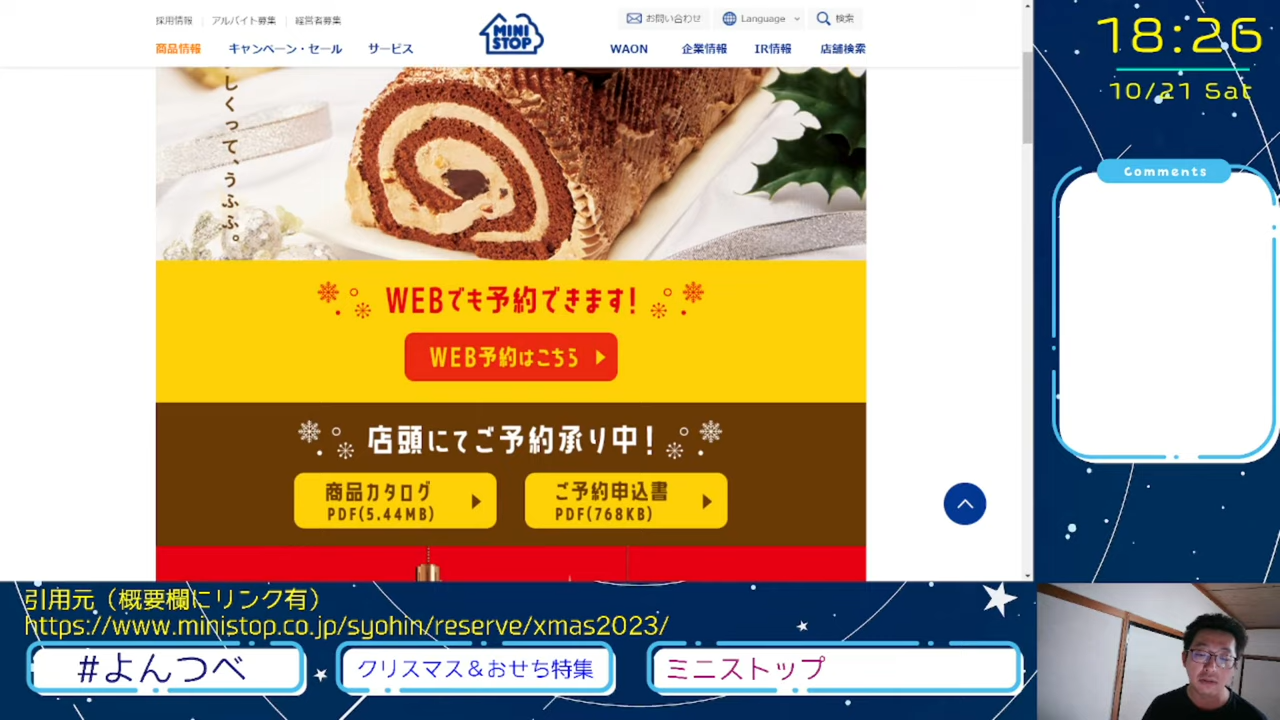 採用情報
アルバイト募集
経営者募集
MINI
STOP
お問い合わせ
Language
検索
商品情報
キャンペーン・セール
サービス
WAON
企業情報
IR情報
店舗検索
しくって、うふふ。
WEBでも予約できます!
WEB予約はこちら
店頭にてご予約承り中!
商品カタログ
PDF(5.44MB)
ご予約申込書
PDF(768KB)
18:26
10/21 Sat
Comments
引用元（概要欄にリンク有）
https://www.ministop.co.jp/syohin/reserve/xmas2023/
#よんつべ
クリスマス＆おせち特集
ミニストップ